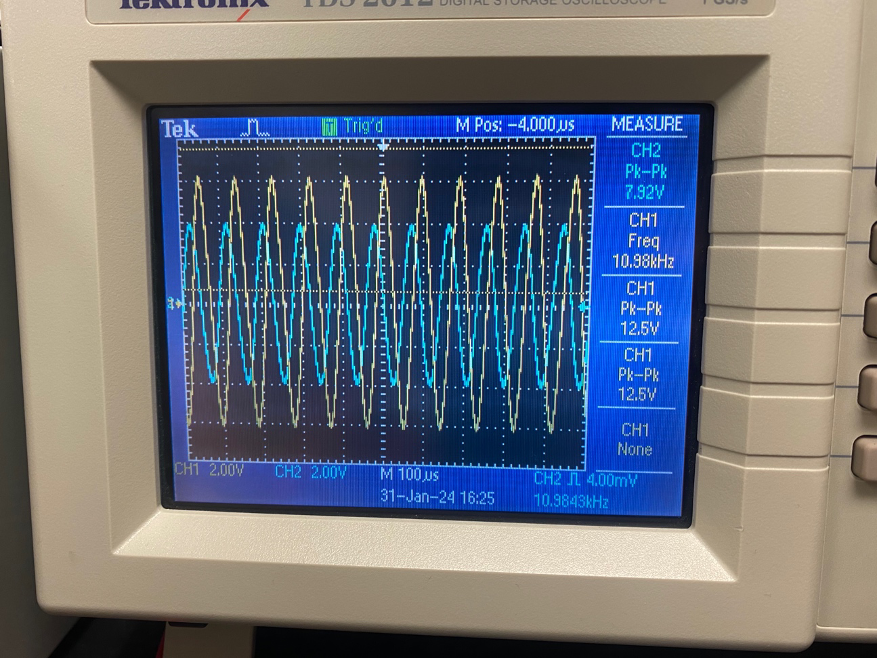 Tektronix TDS 2012 DIGITAL STORAGE OSCILLOSCOPE
Tek Trig'd M Pos: -4.000µs MEASURE
CH2
Pk-Pk
7.92V
CH1
Freq
10.98kHz
CH1
Pk-Pk
12.5V
CH1
Pk-Pk
12.5V
CH1
None
CH1 2.00V CH2 2.00V M 100µs CH2 4.00mV
31-Jan-24 16:25 10.9843kHz